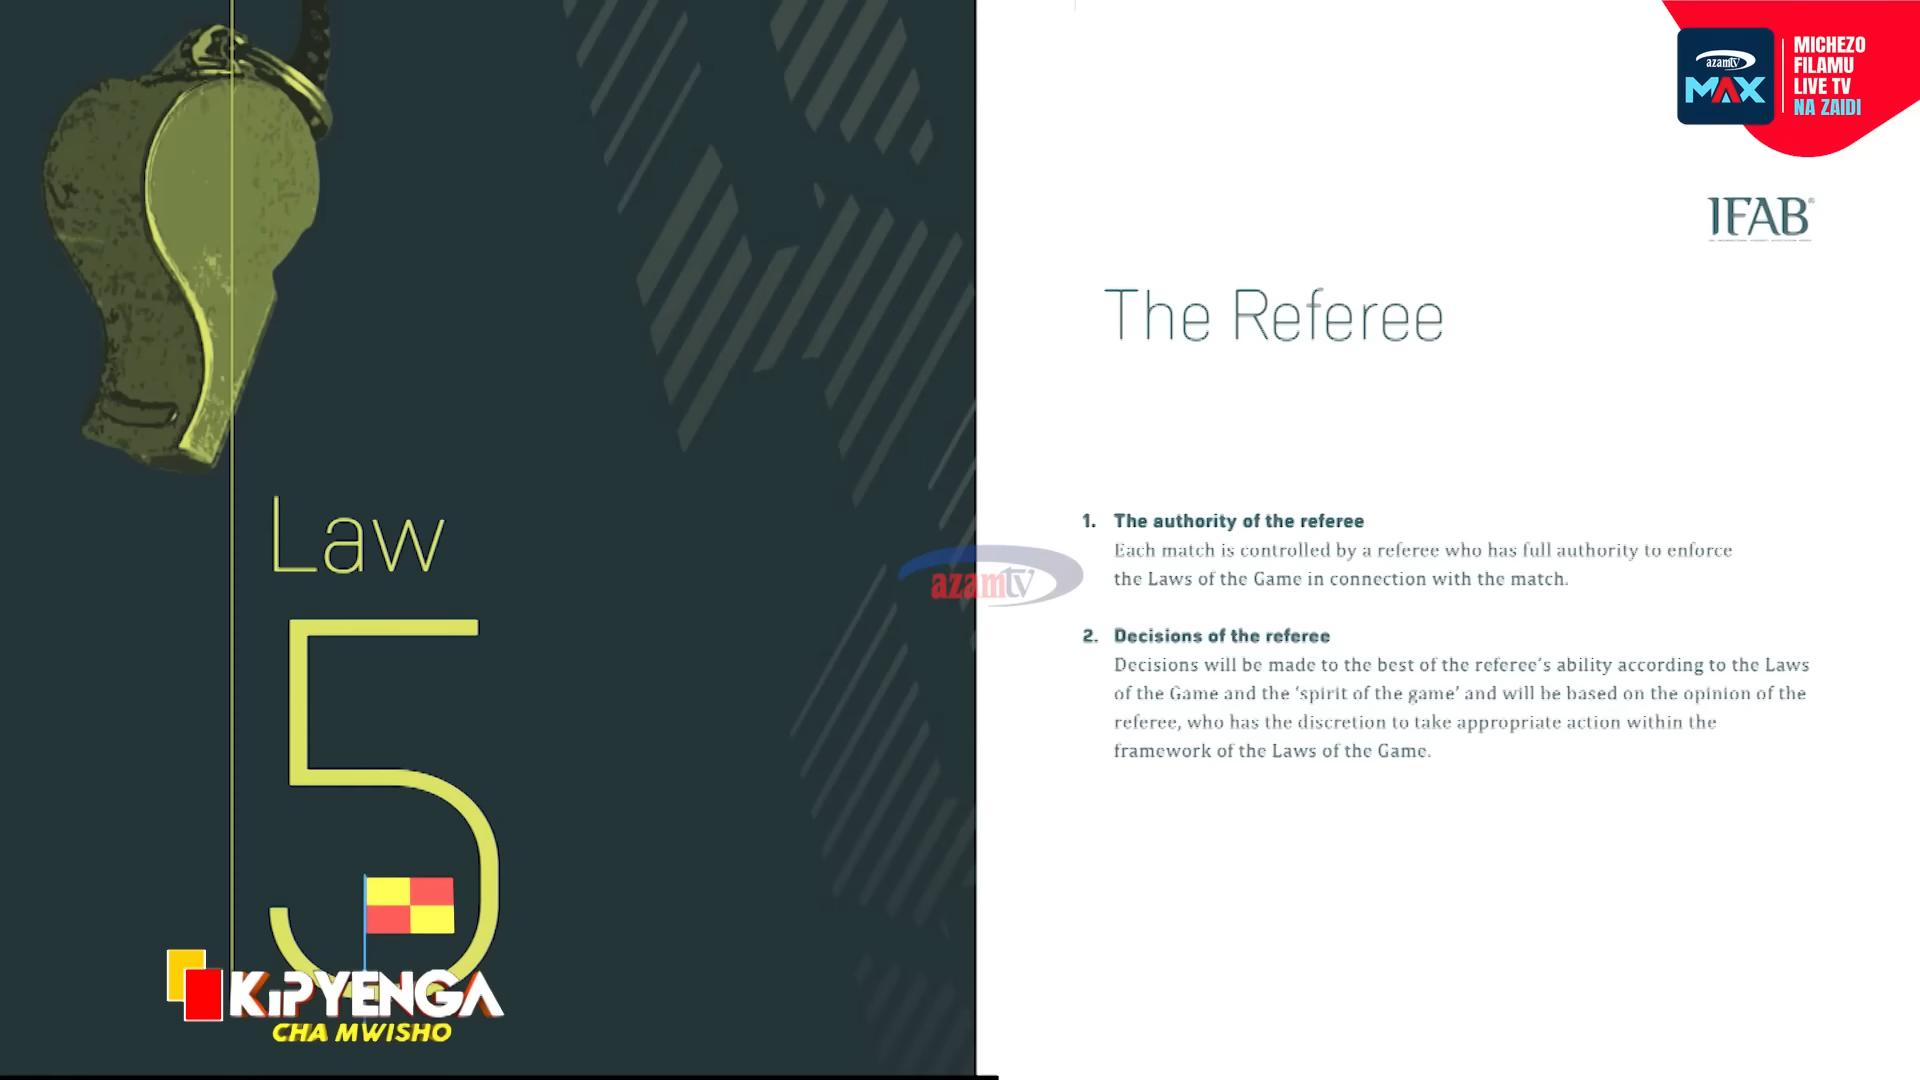 Law
5
KiPYENGA
CHA MWISHO
azamtv
MAX
MICHEZO
FILAMU
LIVE TV
NA ZAIDI
IFAB®
The Referee
1. The authority of the referee
Each match is controlled by a referee who has full authority to enforce
the Laws of the Game in connection with the match.
2. Decisions of the referee
Decisions will be made to the best of the referee’s ability according to the Laws
of the Game and the ‘spirit of the game’ and will be based on the opinion of the
referee, who has the discretion to take appropriate action within the
framework of the Laws of the Game.
azamtv